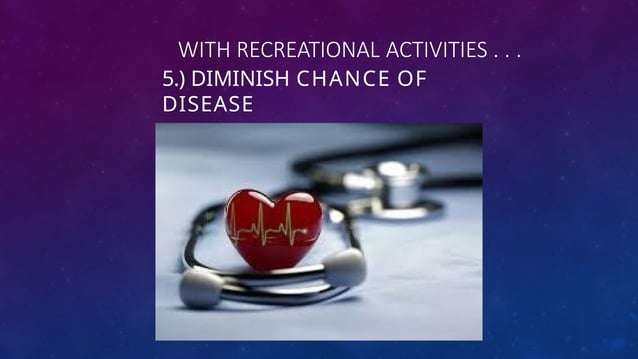 WITH RECREATIONAL ACTIVITIES . . .
5.) DIMINISH CHANCE OF
DISEASE